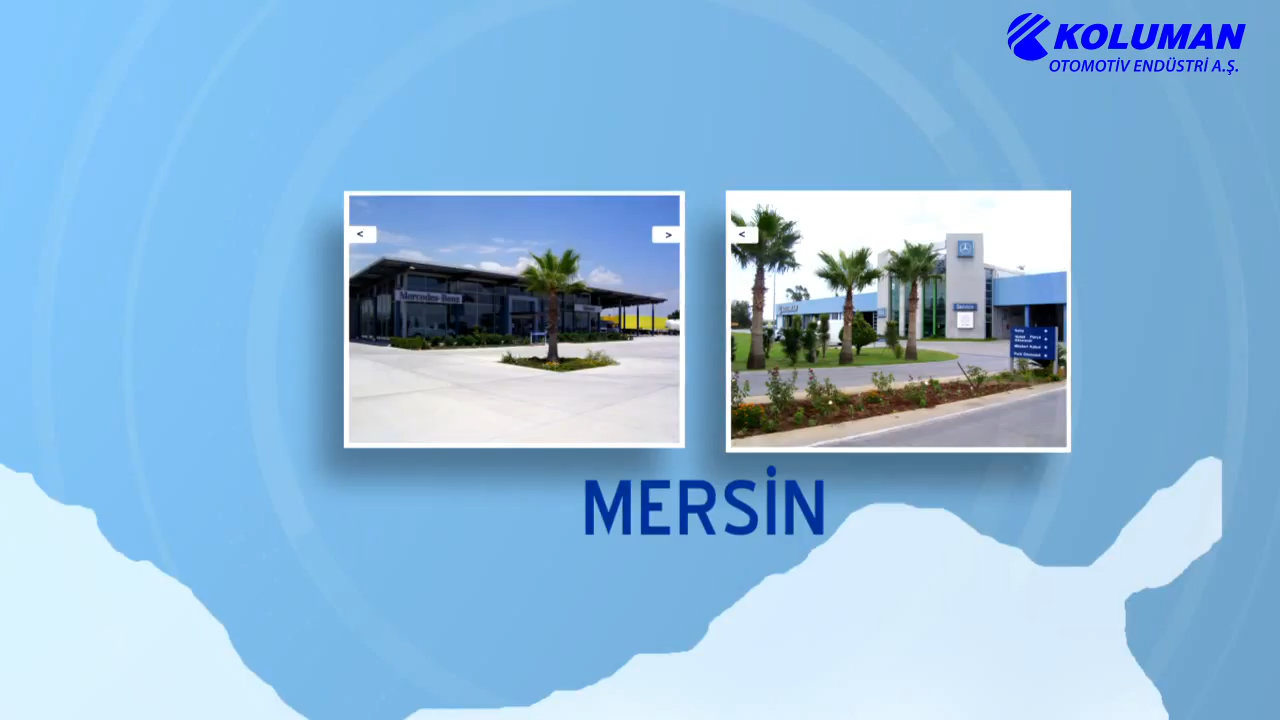 KOLUMAN
OTOMOTİV ENDÜSTRİ A.Ş.
<
>
<
Mercedes-Benz
Service
MERSİN